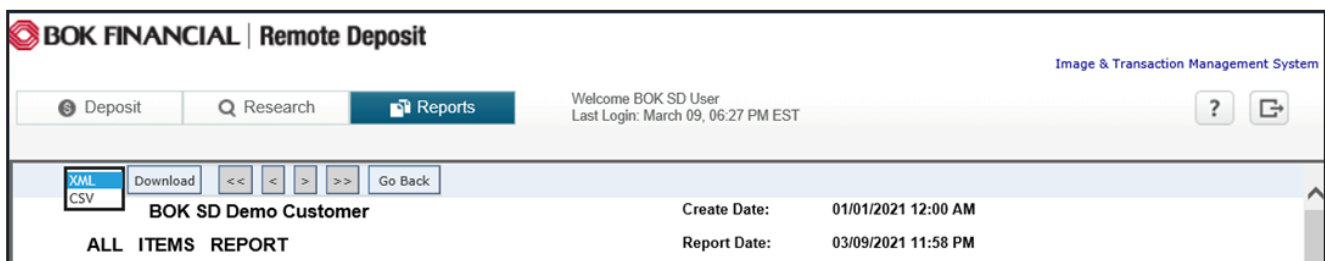 BOK FINANCIAL | Remote Deposit
Image & Transaction Management System
Deposit Research Reports
Welcome BOK SD User
Last Login: March 09, 06:27 PM EST
?
XML Download << < > >> Go Back
CSV
BOK SD Demo Customer Create Date: 01/01/2021 12:00 AM
ALL ITEMS REPORT Report Date: 03/09/2021 11:58 PM